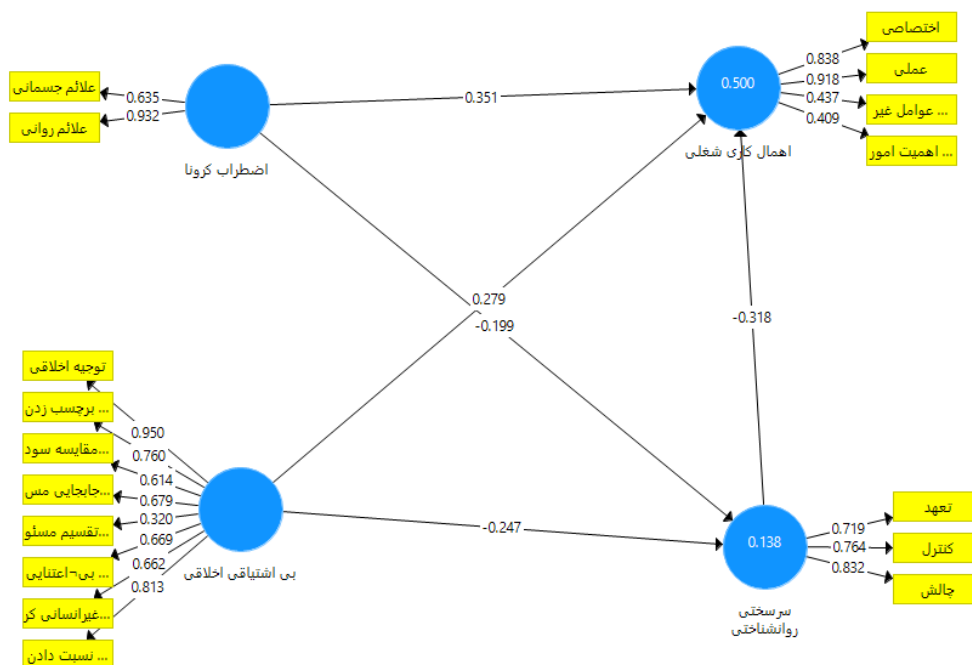 اختصاصی
0.838
عملی
0.918
0.500
0.437
عوامل غیر ...
0.409
اهمیت امور ...
اهمال کاری شغلی
علائم جسمانی
0.635
علائم روانی
0.932
اضطراب کرونا
0.351
0.279
-0.199
-0.318
-0.247
توجیه اخلاقی
برچسب زدن ...
مقایسه سود...
جابجایی مس...
تقسیم مسئو...
بی¬اعتنایی ...
غیرانسانی کر...
نسبت دادن ...
0.950
0.760
0.614
0.679
0.320
0.669
0.662
0.813
بی اشتیاقی اخلاقی
0.138
سرسختی
روانشناختی
0.719
تعهد
0.764
کنترل
0.832
چالش